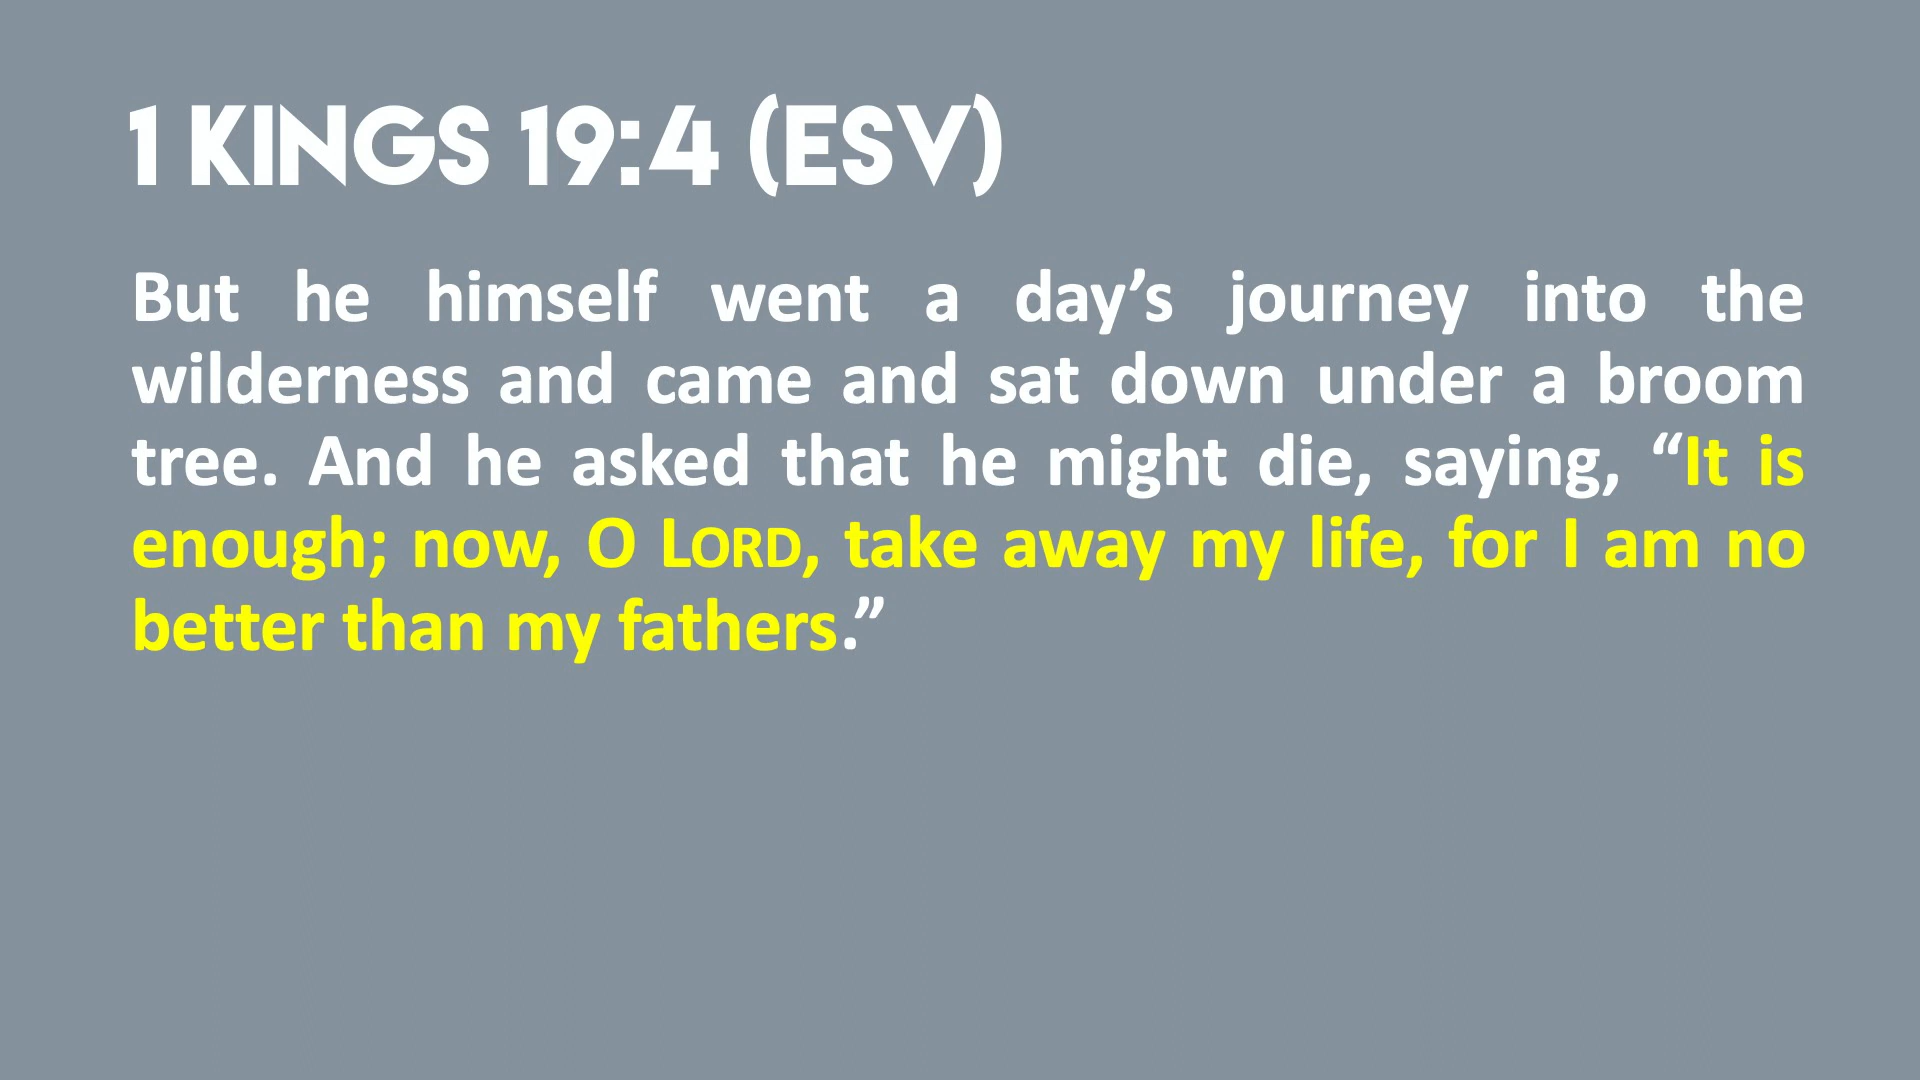 1 KINGS 19:4 (ESV)
But he himself went a day’s journey into the
wilderness and came and sat down under a broom
tree. And he asked that he might die, saying, “It is
enough; now, O LORD, take away my life, for I am no
better than my fathers.”